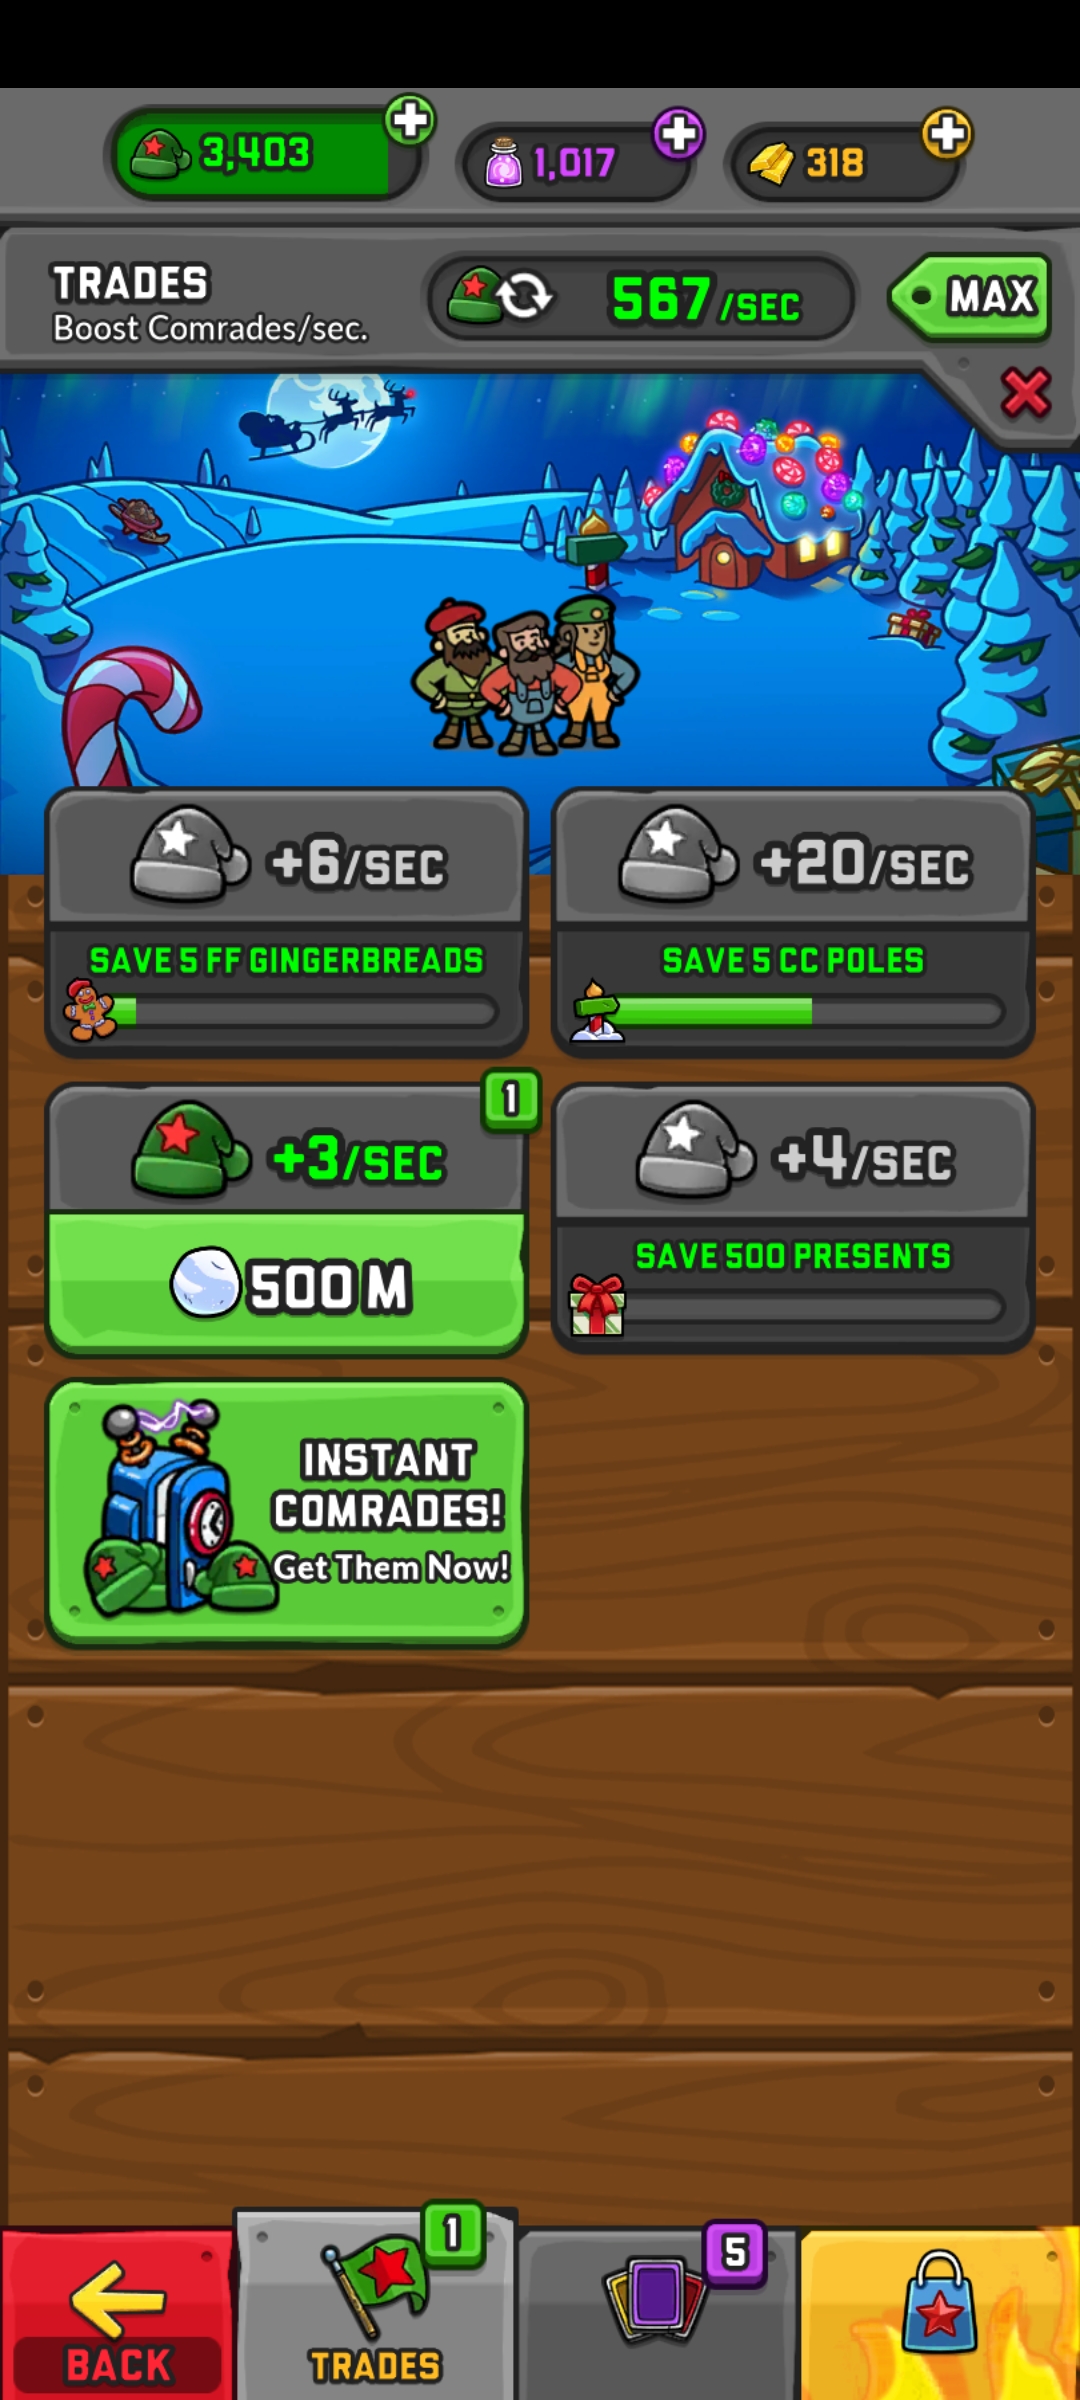 3,403
1,017
318
TRADES
Boost Comrades/sec.
567/SEC
MAX
+6/SEC
+20/SEC
SAVE 5 FF GINGERBREADS
SAVE 5 CC POLES
1
+3/SEC
+4/SEC
500 M
SAVE 500 PRESENTS
INSTANT
COMRADES!
Get Them Now!
1
5
BACK
TRADES